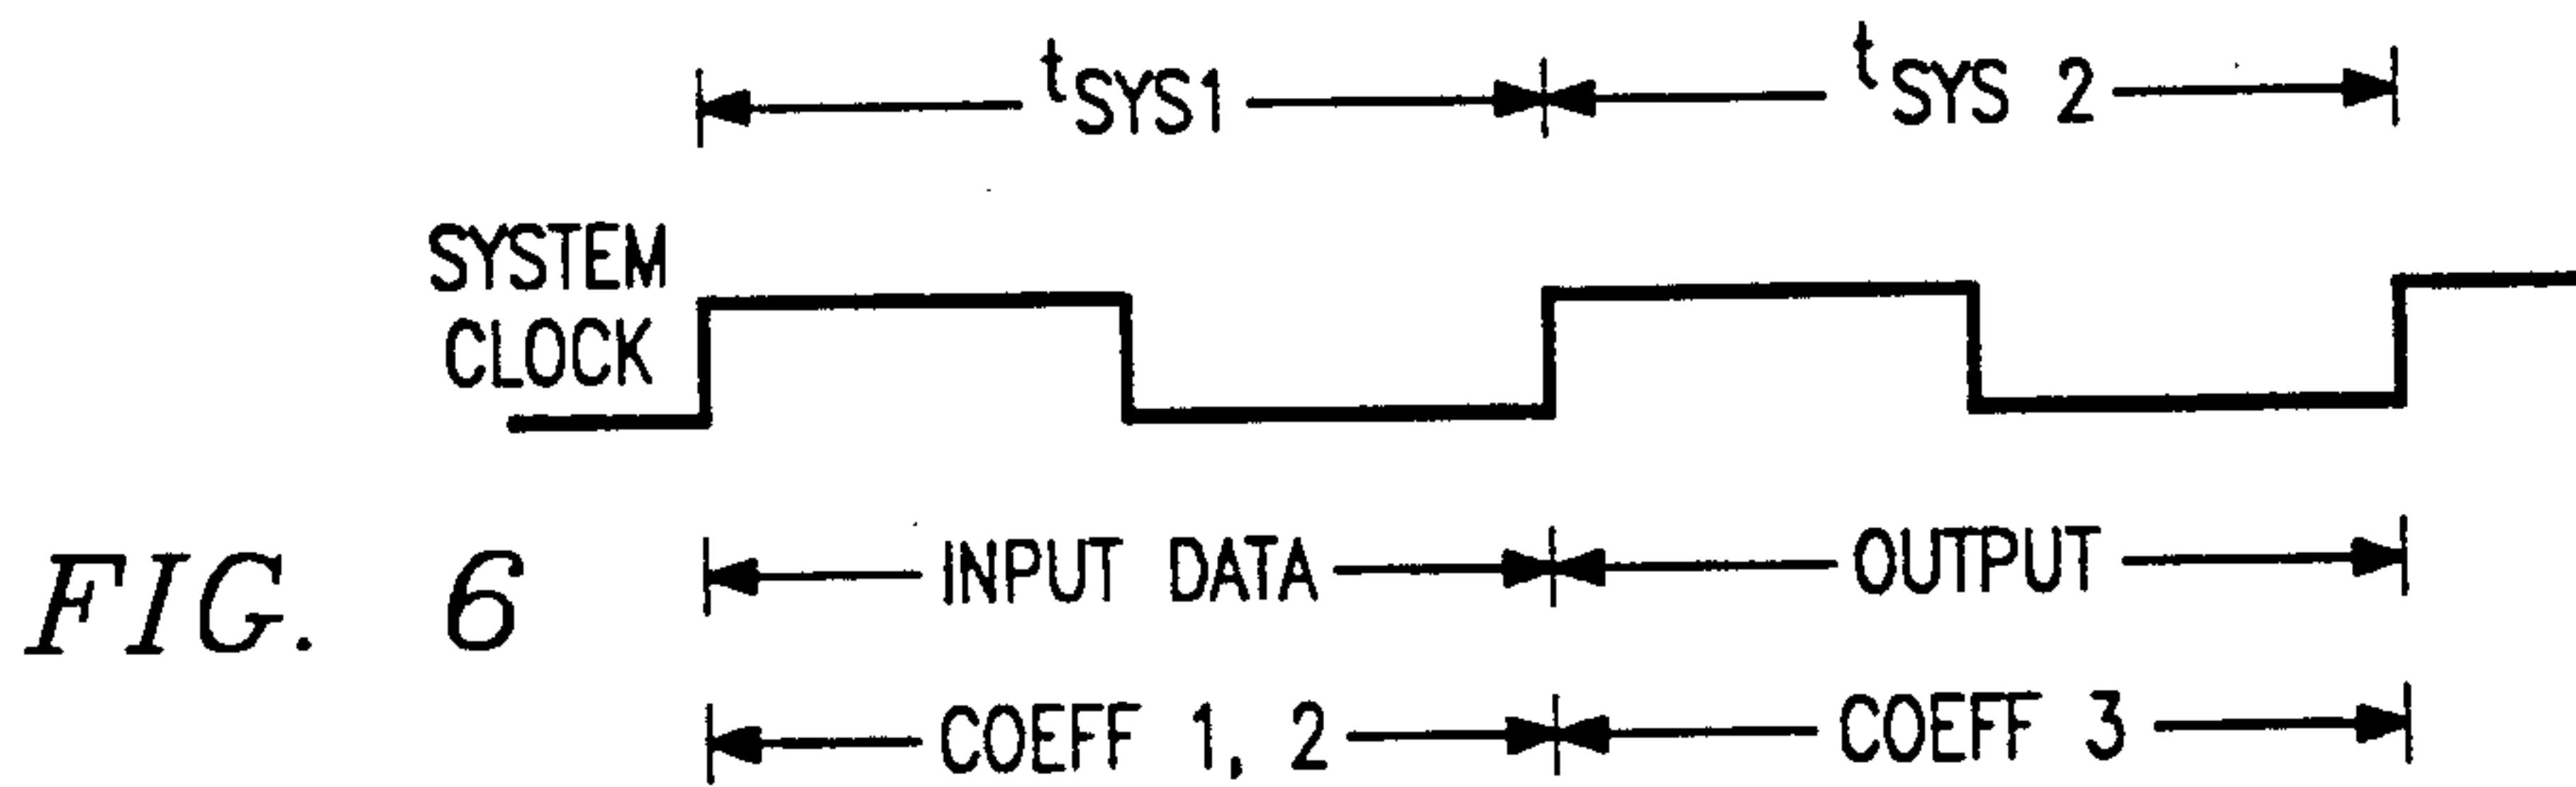 tSYS1 tSYS 2
SYSTEM
CLOCK
INPUT DATA OUTPUT
FIG. 6
COEFF 1, 2 COEFF 3